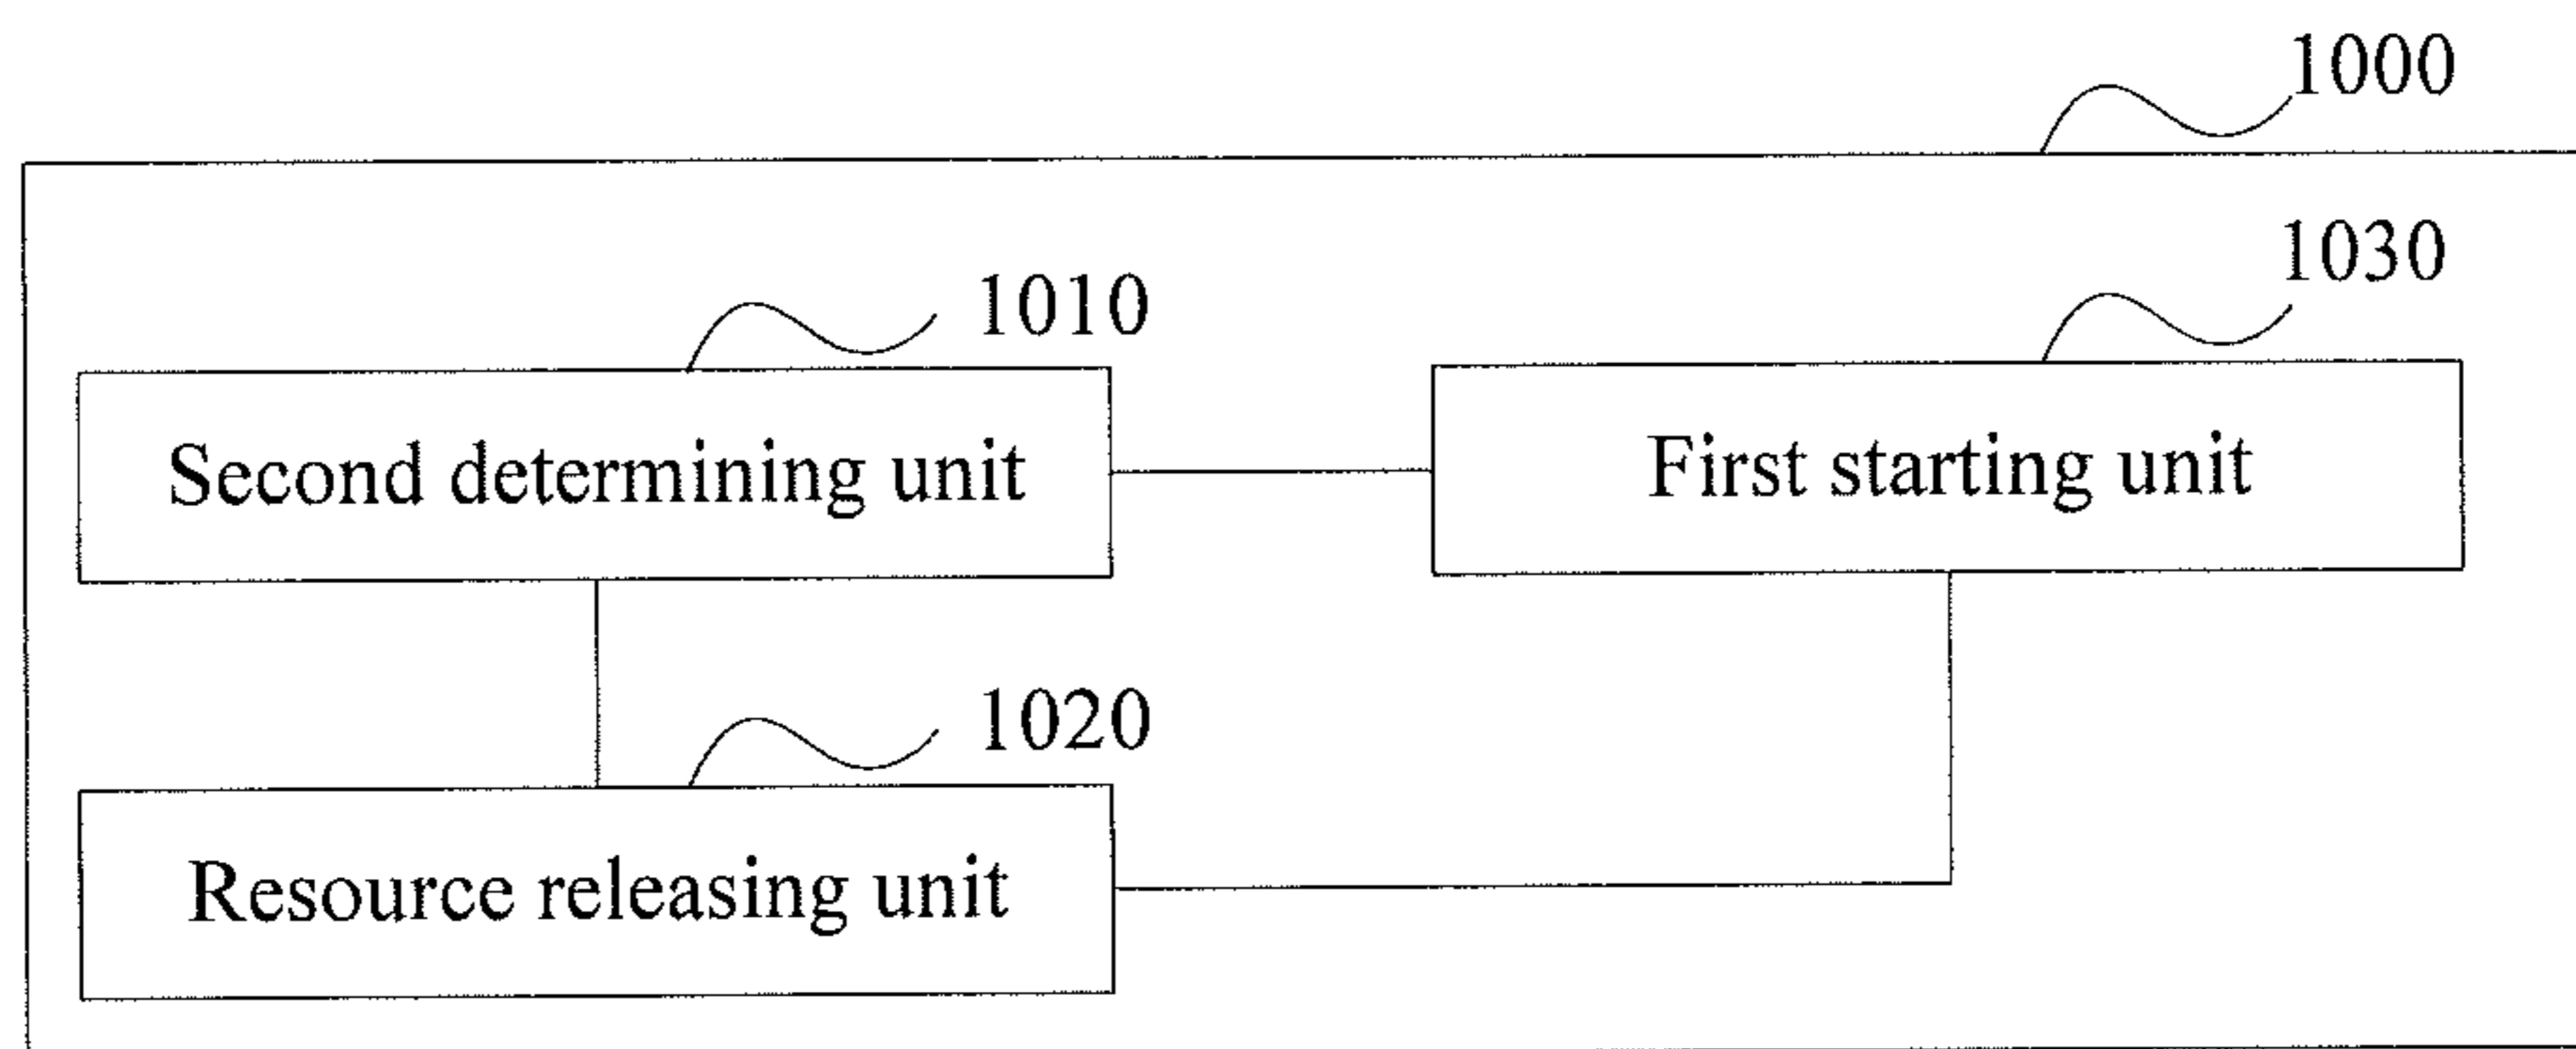 1000
1030
1010
Second determining unit
First starting unit
1020
Resource releasing unit